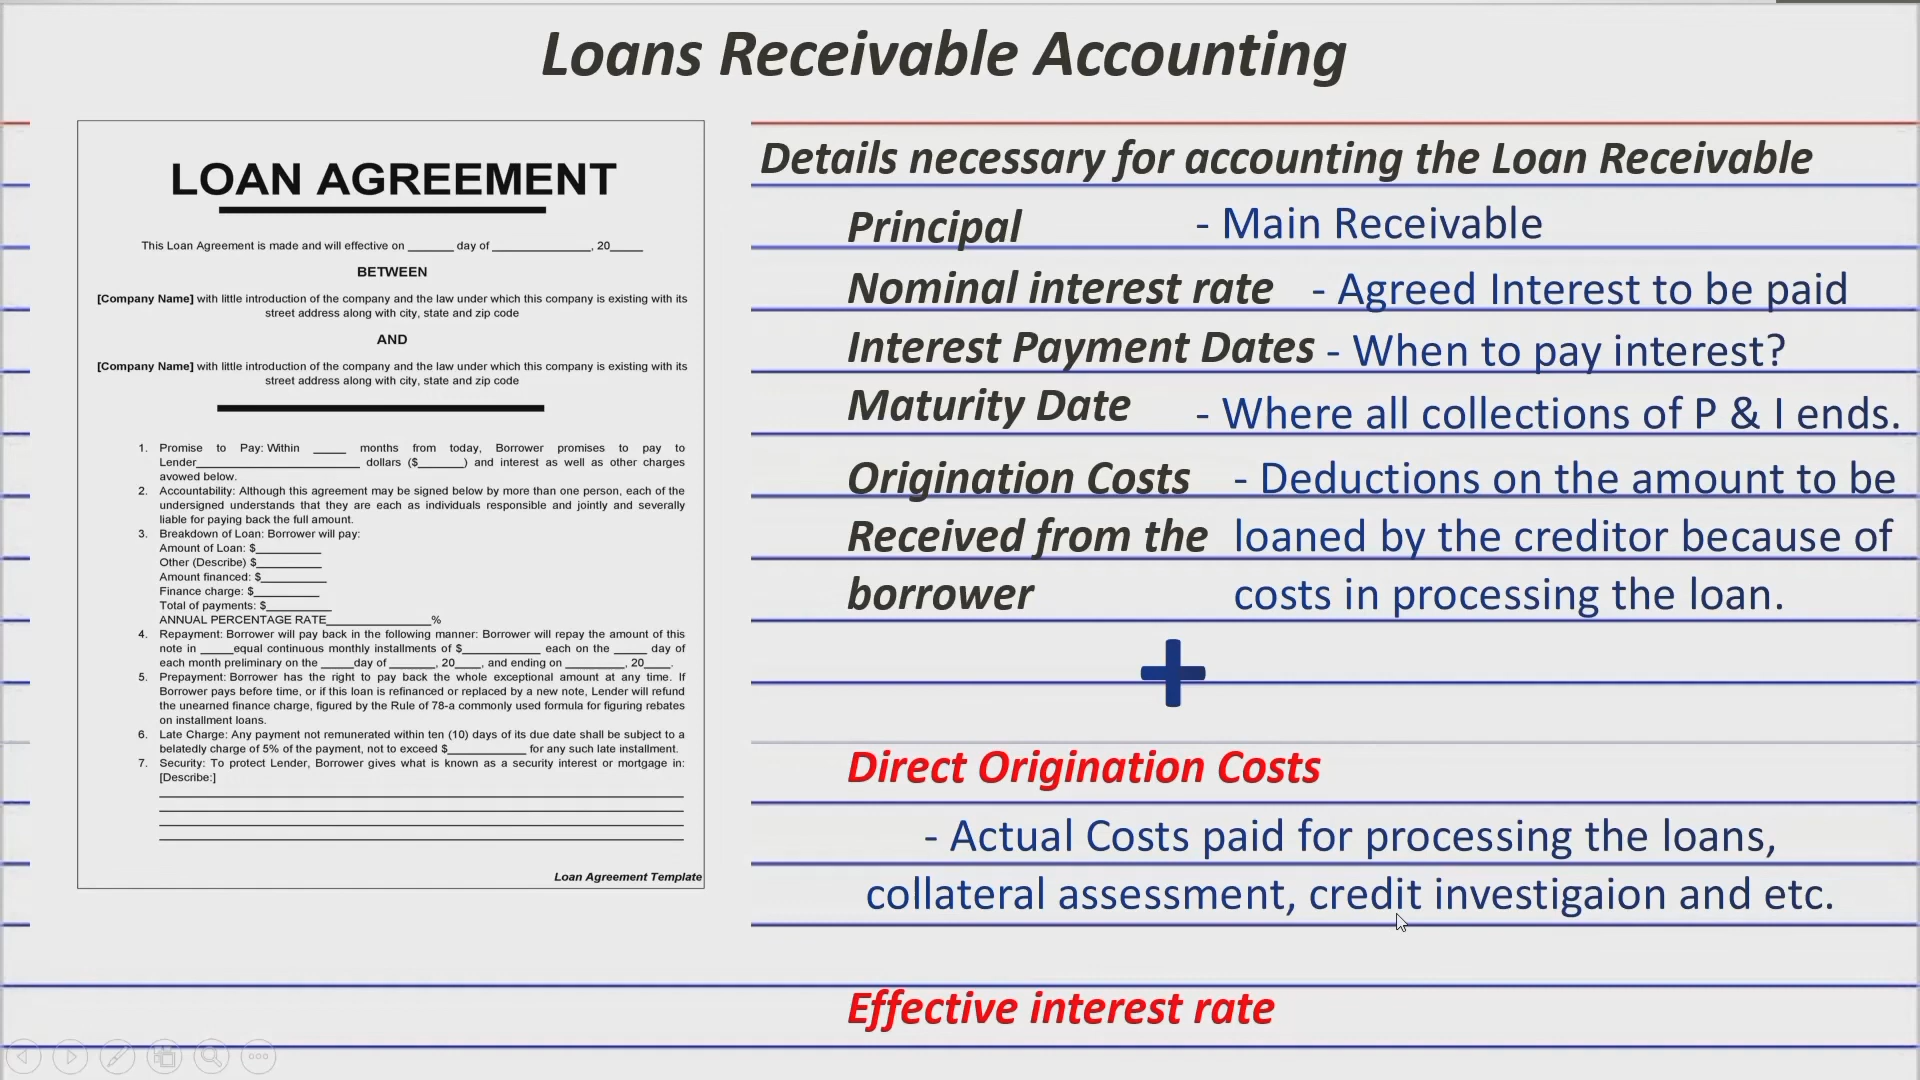 Loans Receivable Accounting
LOAN AGREEMENT
This Loan Agreement is made and will effective on _______ day of _______________, 20_____
BETWEEN
[Company Name] with little introduction of the company and the law under which this company is existing with its
street address along with city, state and zip code
AND
[Company Name] with little introduction of the company and the law under which this company is existing with its
street address along with city, state and zip code
1. Promise to Pay: Within _____ months from today, Borrower promises to pay to
Lender__________________________ dollars ($_______) and interest as well as other charges
avowed below.
2. Accountability: Although this agreement may be signed below by more than one person, each of the
undersigned understands that they are each as individuals responsible and jointly and severally
liable for paying back the full amount.
3. Breakdown of Loan: Borrower will pay:
Amount of Loan: $__________
Other (Describe) $__________
Amount financed: $__________
Finance charge: $__________
Total of payments: $__________
ANNUAL PERCENTAGE RATE________________%
4. Repayment: Borrower will pay back in the following manner: Borrower will repay the amount of this
note in _____equal continuous monthly installments of $____________ each on the _____ day of
each month preliminary on the _____day of _______, 20____, and ending on _________, 20____.
5. Prepayment: Borrower has the right to pay back the whole exceptional amount at any time. If
Borrower pays before time, or if this loan is refinanced or replaced by a new note, Lender will refund
the unearned finance charge, figured by the Rule of 78-a commonly used formula for figuring rebates
on installment loans.
6. Late Charge: Any payment not remunerated within ten (10) days of its due date shall be subject to a
belatedly charge of 5% of the payment, not to exceed $____________ for any such late installment.
7. Security: To protect Lender, Borrower gives what is known as a security interest or mortgage in:
[Describe:]
Loan Agreement Template
Details necessary for accounting the Loan Receivable
Principal - Main Receivable
Nominal interest rate - Agreed Interest to be paid
Interest Payment Dates - When to pay interest?
Maturity Date - Where all collections of P & I ends.
Origination Costs - Deductions on the amount to be
Received from the loaned by the creditor because of
borrower costs in processing the loan.
+
Direct Origination Costs
- Actual Costs paid for processing the loans,
collateral assessment, credit investigaion and etc.
Effective interest rate